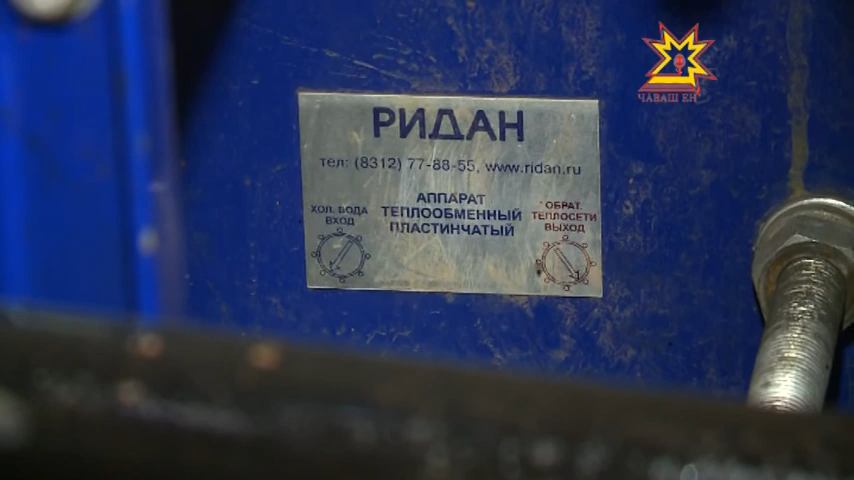 ЧӐВАШ ЕН
РИДАН
тел: (8312) 77-88-55, www.ridan.ru
ХОЛ. ВОДА
ВХОД
АППАРАТ
ТЕПЛООБМЕННЫЙ
ПЛАСТИНЧАТЫЙ
ОБРАТ.
ТЕПЛОСЕТИ
ВЫХОД